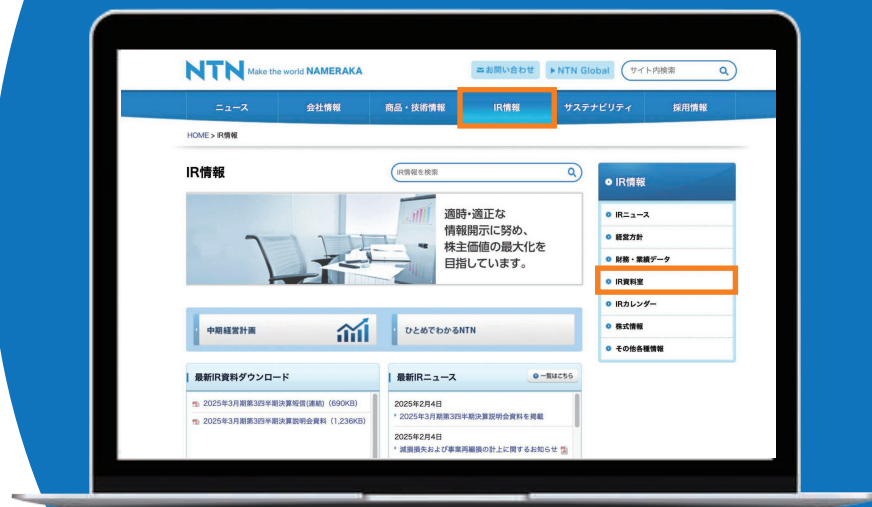 NTN Make the world NAMERAKA
お問い合わせ
NTN Global
サイト内検索
ニュース
会社情報
商品・技術情報
IR情報
サステナビリティ
採用情報
HOME > IR情報
IR情報
IR情報を検索
適時・適正な
情報開示に努め、
株主価値の最大化を
目指しています。
中期経営計画
ひとめでわかるNTN
最新IR資料ダウンロード
2025年3月期第3四半期決算短信(連結) (690KB)
2025年3月期第3四半期決算説明会資料 (1,236KB)
最新IRニュース
一覧はこちら
2025年2月4日
2025年3月期第3四半期決算説明会資料を掲載
2025年2月4日
減損損失および事業再編損の計上に関するお知らせ
IR情報
IRニュース
経営方針
財務・業績データ
IR資料室
IRカレンダー
株式情報
その他各種情報